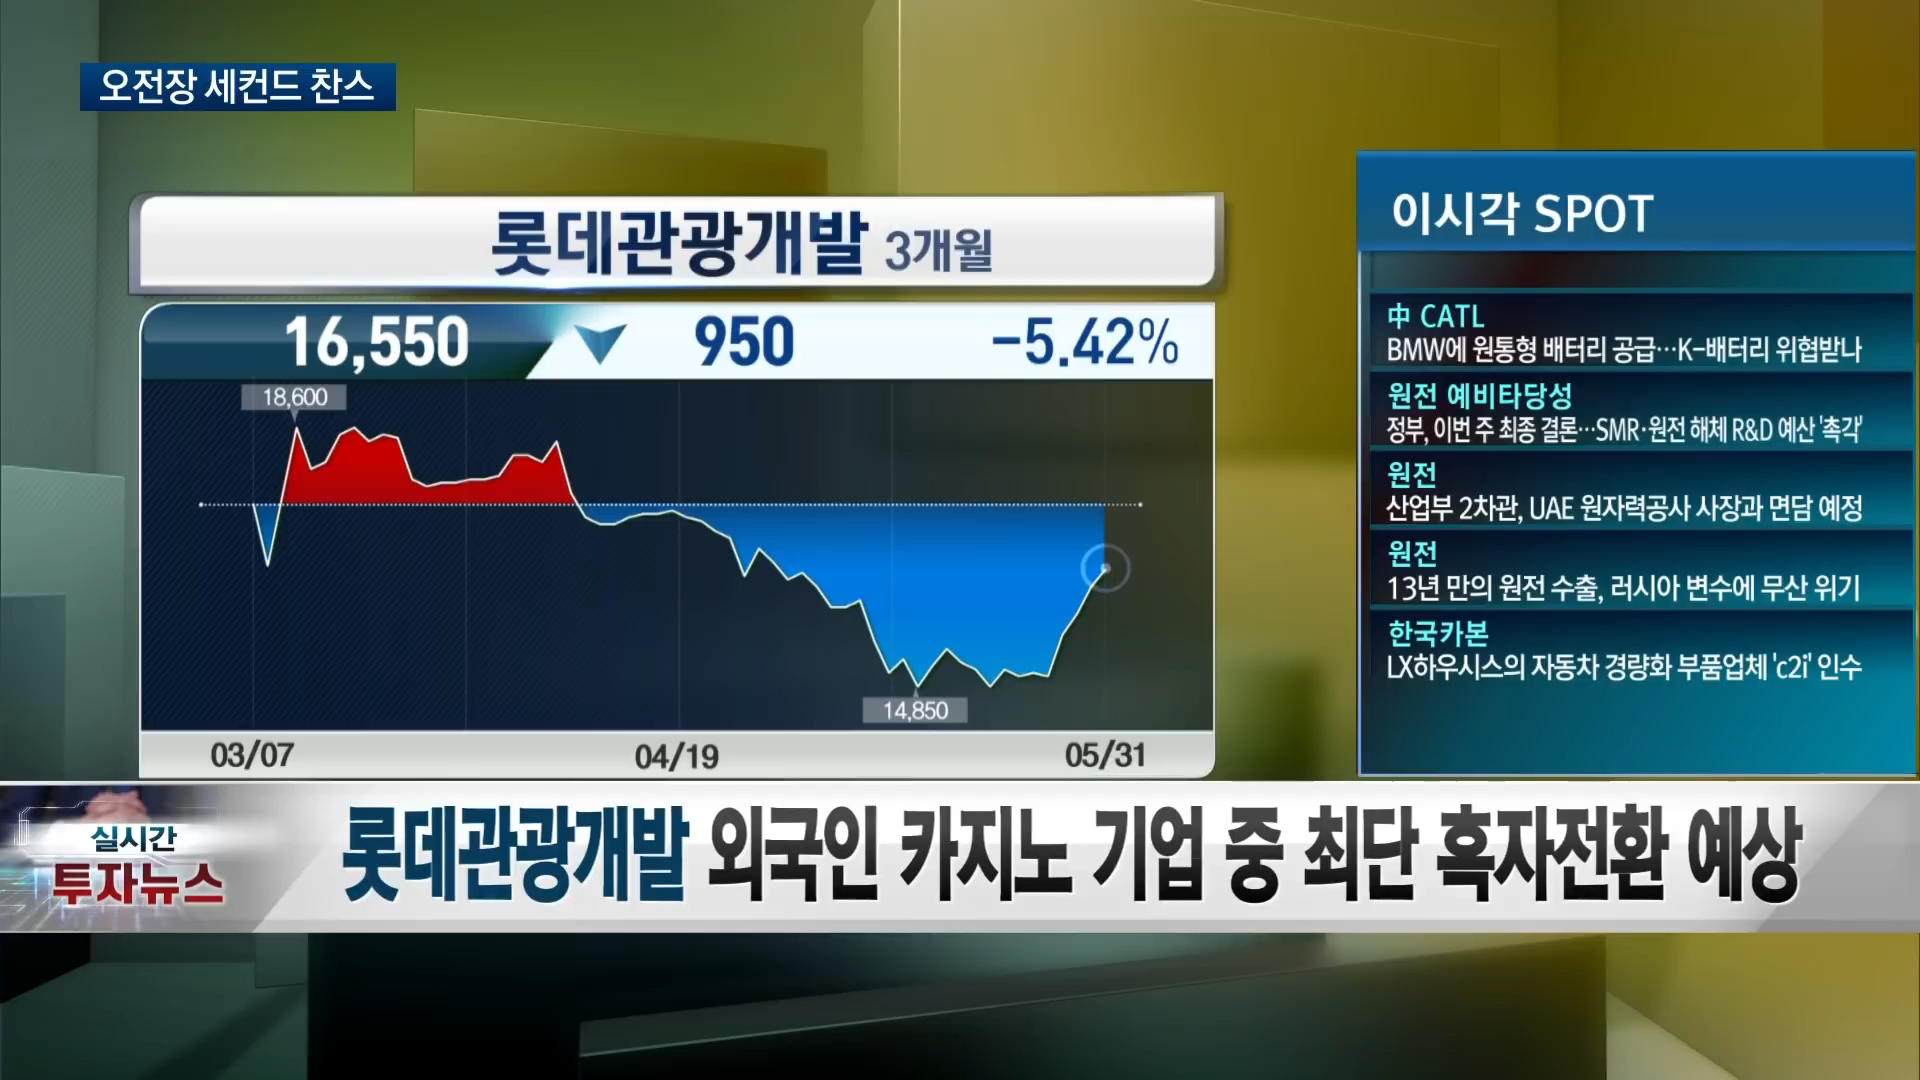 오전장 세컨드 찬스
롯데관광개발 3개월
16,550 ▼ 950 -5.42%
18,600
14,850
03/07 04/19 05/31
이시각 SPOT
中 CATL
BMW에 원통형 배터리 공급…K-배터리 위협받나
원전 예비타당성
정부, 이번 주 최종 결론…SMR·원전 해체 R&D 예산 '촉각'
원전
산업부 2차관, UAE 원자력공사 사장과 면담 예정
원전
13년 만의 원전 수출, 러시아 변수에 무산 위기
한국카본
LX하우시스의 자동차 경량화 부품업체 'c2i' 인수
실시간
투자뉴스
롯데관광개발 외국인 카지노 기업 중 최단 흑자전환 예상